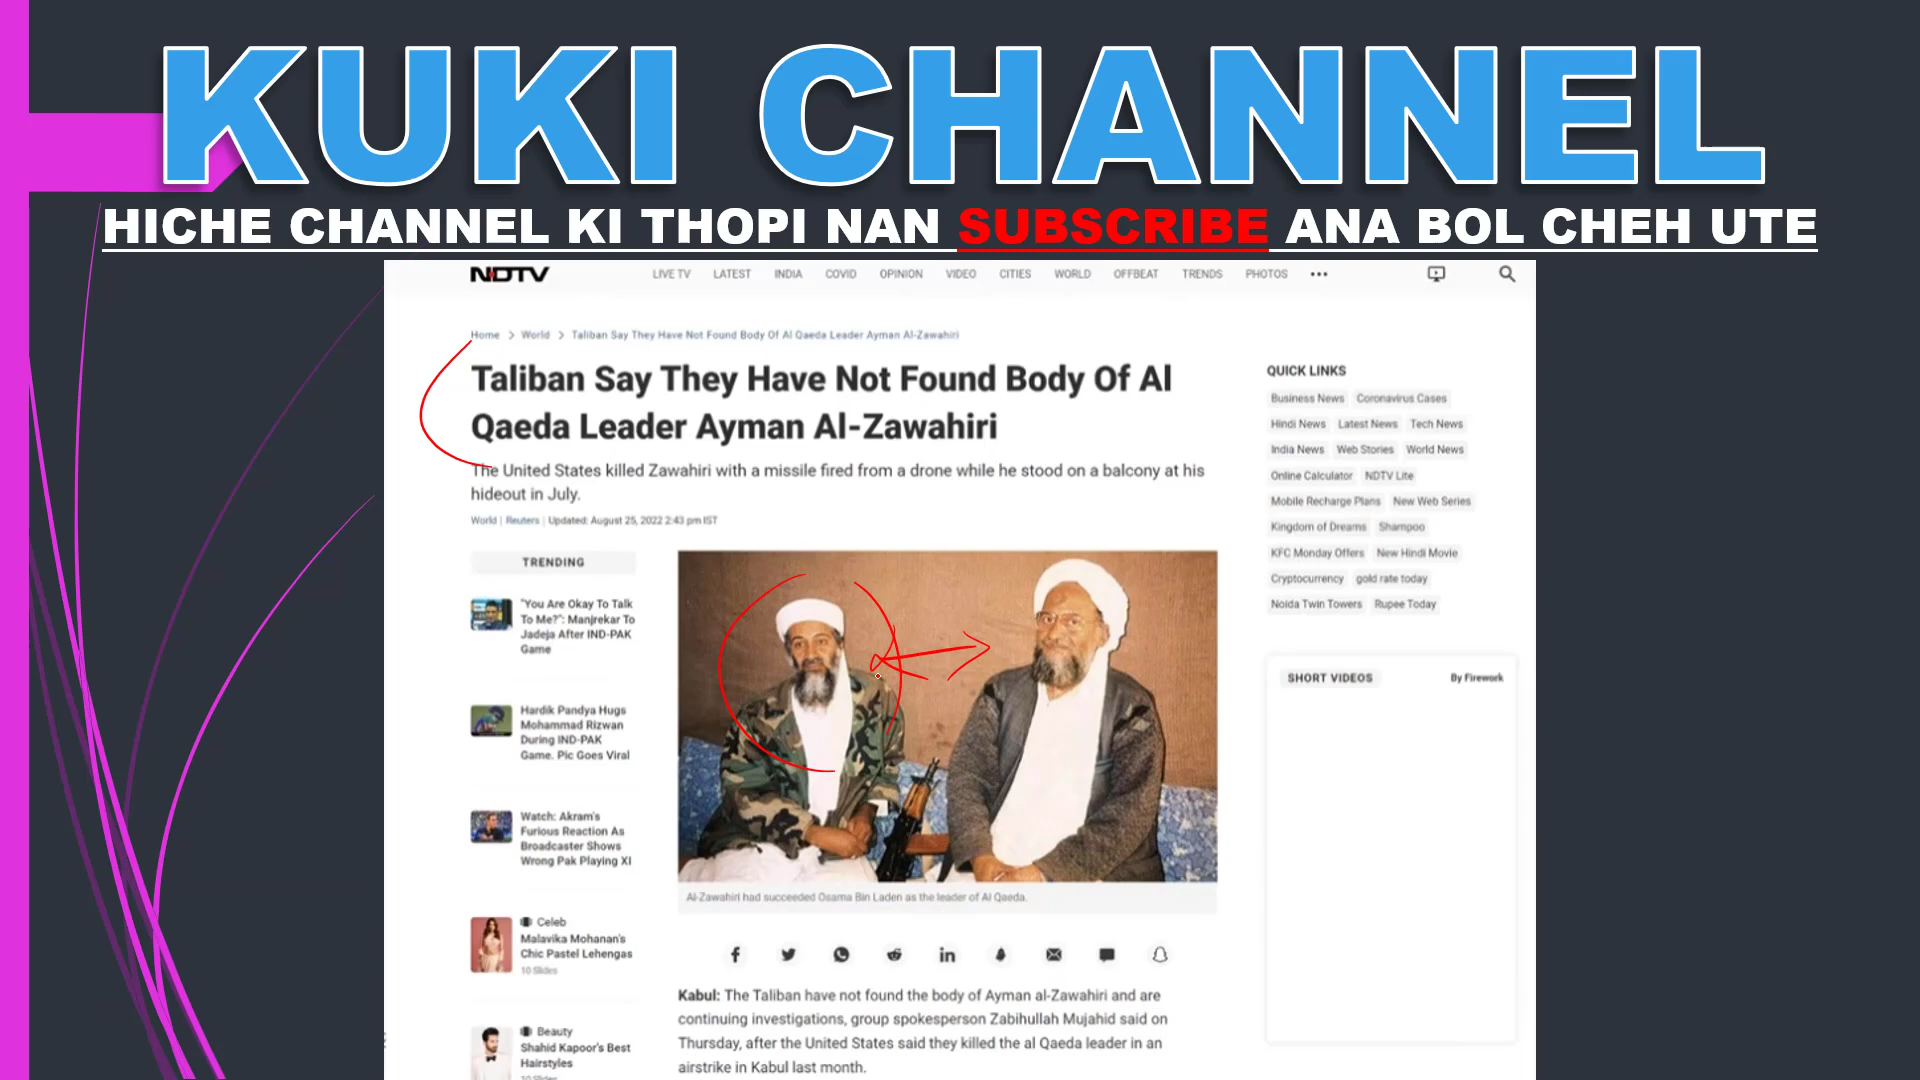 KUKI CHANNEL
HICHE CHANNEL KI THOPI NAN SUBSCRIBE ANA BOL CHEH UTE
NDTV
LIVE TV LATEST INDIA COVID OPINION VIDEO CITIES WORLD OFFBEAT TRENDS PHOTOS •••
Home > World > Taliban Say They Have Not Found Body Of Al Qaeda Leader Ayman Al-Zawahiri
Taliban Say They Have Not Found Body Of Al
Qaeda Leader Ayman Al-Zawahiri
The United States killed Zawahiri with a missile fired from a drone while he stood on a balcony at his
hideout in July.
World | Reuters | Updated: August 25, 2022 2:43 pm IST
TRENDING
"You Are Okay To Talk
To Me?": Manjrekar To
Jadeja After IND-PAK
Game
Hardik Pandya Hugs
Mohammad Rizwan
During IND-PAK
Game. Pic Goes Viral
Watch: Akram's
Furious Reaction As
Broadcaster Shows
Wrong Pak Playing XI
Celeb
Malavika Mohanan's
Chic Pastel Lehengas
10 Slides
Beauty
Shahid Kapoor's Best
Hairstyles
10 Slides
Al-Zawahiri had succeeded Osama Bin Laden as the leader of Al Qaeda.
Kabul: The Taliban have not found the body of Ayman al-Zawahiri and are
continuing investigations, group spokesperson Zabihullah Mujahid said on
Thursday, after the United States said they killed the al Qaeda leader in an
airstrike in Kabul last month.
QUICK LINKS
Business News Coronavirus Cases
Hindi News Latest News Tech News
India News Web Stories World News
Online Calculator NDTV Lite
Mobile Recharge Plans New Web Series
Kingdom of Dreams Shampoo
KFC Monday Offers New Hindi Movie
Cryptocurrency gold rate today
Noida Twin Towers Rupee Today
SHORT VIDEOS By Firework